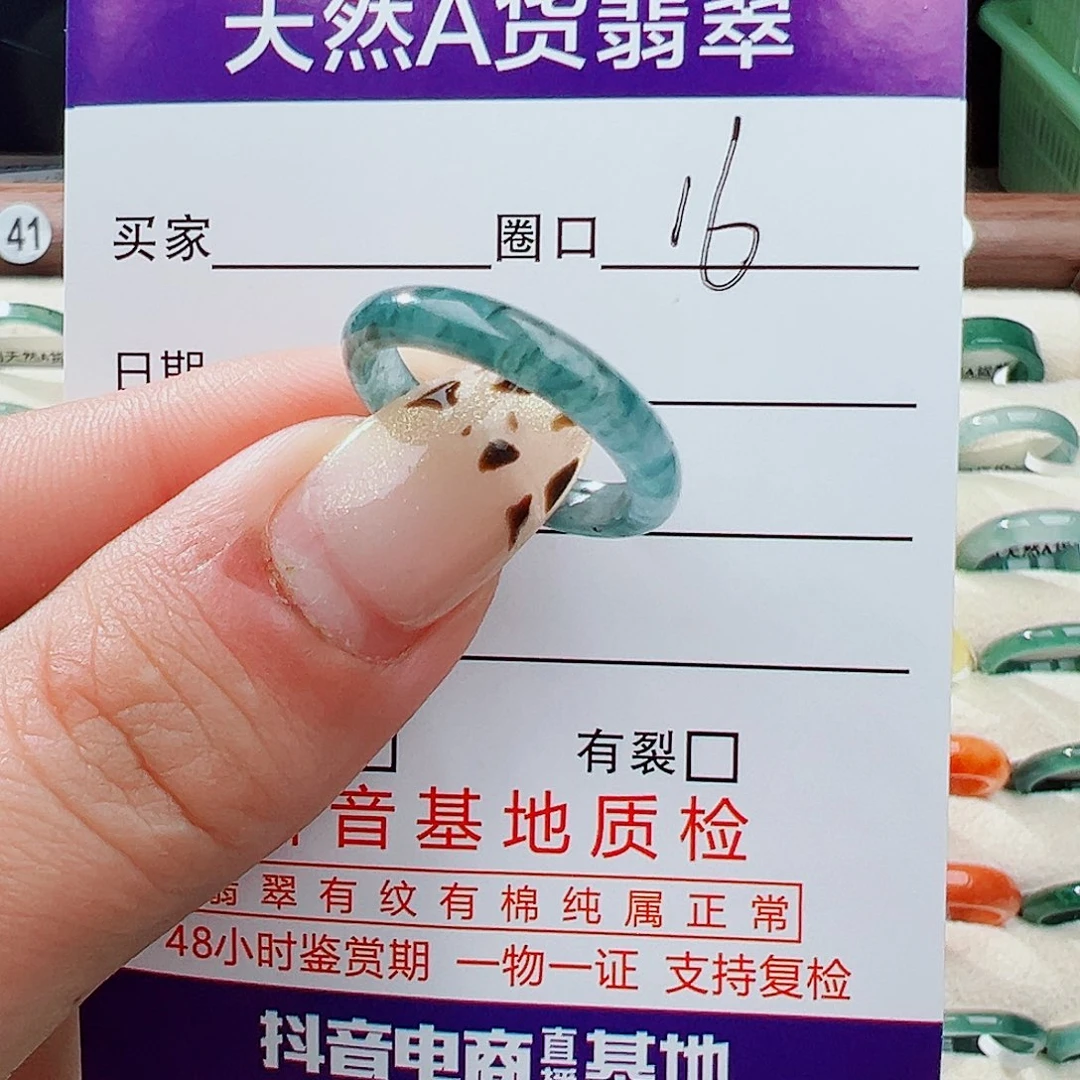 天然A货翡翠
买家 圈口 16
41
日期
有裂
音基地质检
翡翠有纹有棉纯属正常
48小时鉴赏期 一物一证 支持复检
抖音电商直播基地